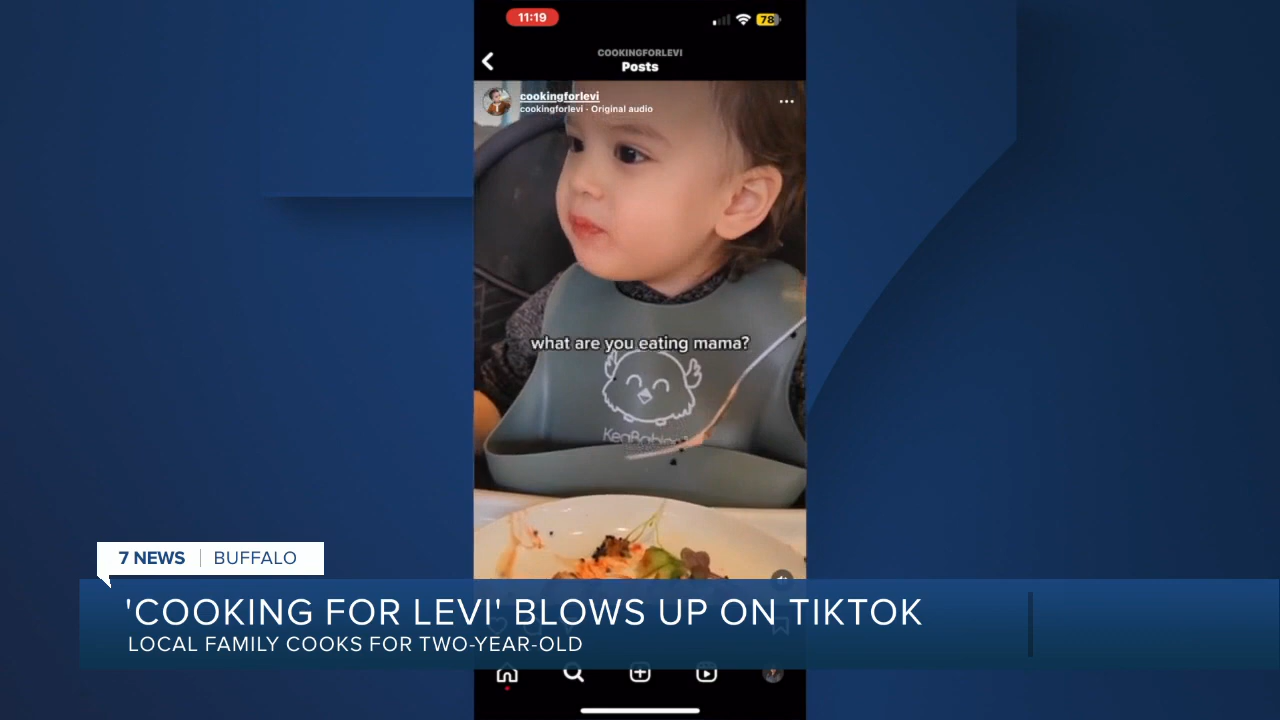 11:19
78
COOKINGFORLEVI
Posts
cookingforlevi
cookingforlevi · Original audio
what are you eating mama?
KeaBabies
7 NEWS | BUFFALO
'COOKING FOR LEVI' BLOWS UP ON TIKTOK
LOCAL FAMILY COOKS FOR TWO-YEAR-OLD